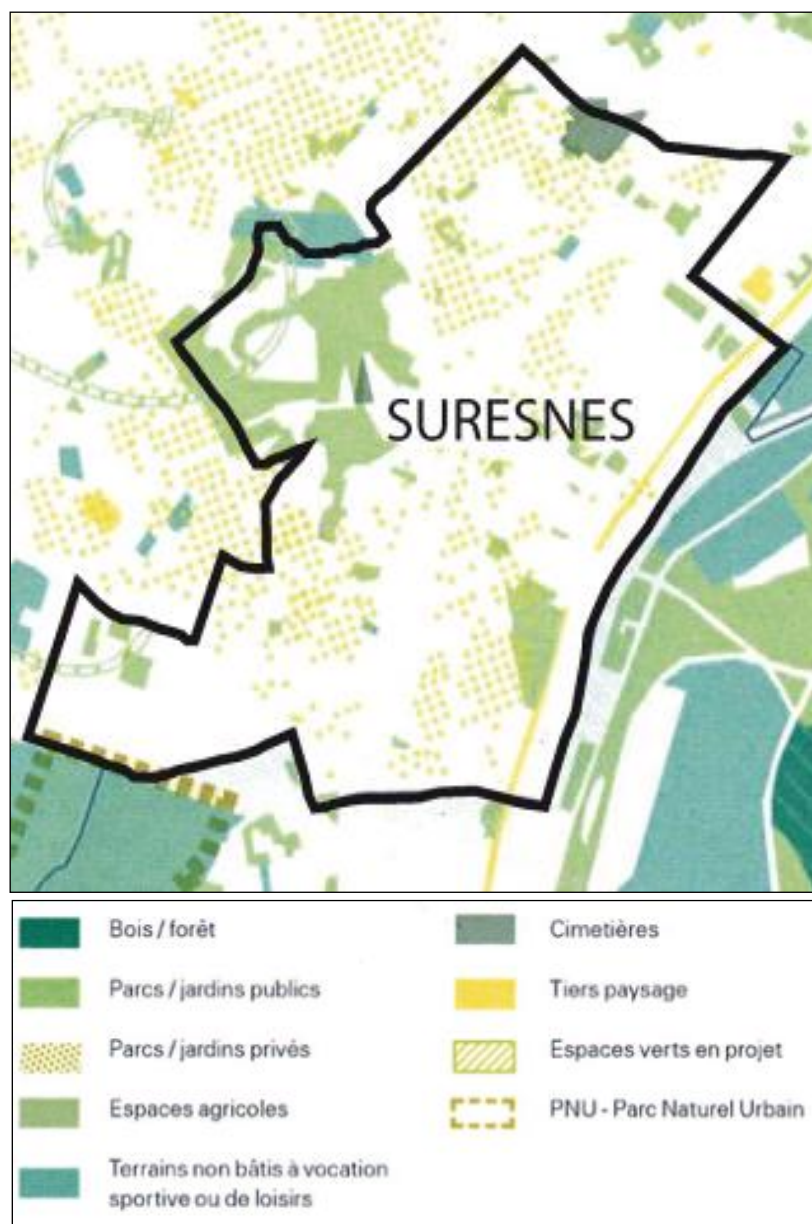 SURESNES
Bois / forêt
Parcs / jardins publics
Parcs / jardins privés
Espaces agricoles
Terrains non bâtis à vocation
sportive ou de loisirs
Cimetières
Tiers paysage
Espaces verts en projet
PNU - Parc Naturel Urbain